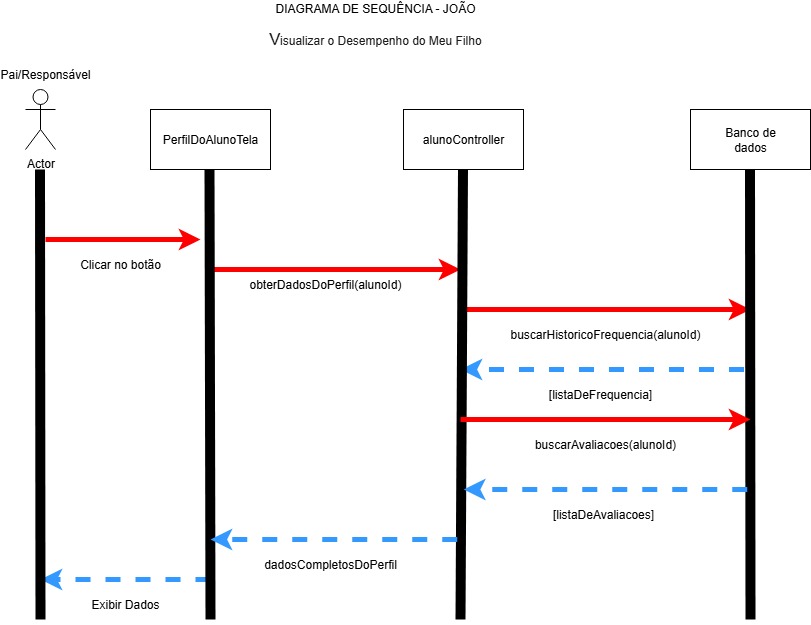 DIAGRAMA DE SEQUÊNCIA - JOÃO
Visualizar o Desempenho do Meu Filho
Pai/Responsável
Actor
PerfilDoAlunoTela
alunoController
Banco de
dados
Clicar no botão
obterDadosDoPerfil(alunoId)
buscarHistoricoFrequencia(alunoId)
[listaDeFrequencia]
buscarAvaliacoes(alunoId)
[listaDeAvaliacoes]
dadosCompletosDoPerfil
Exibir Dados